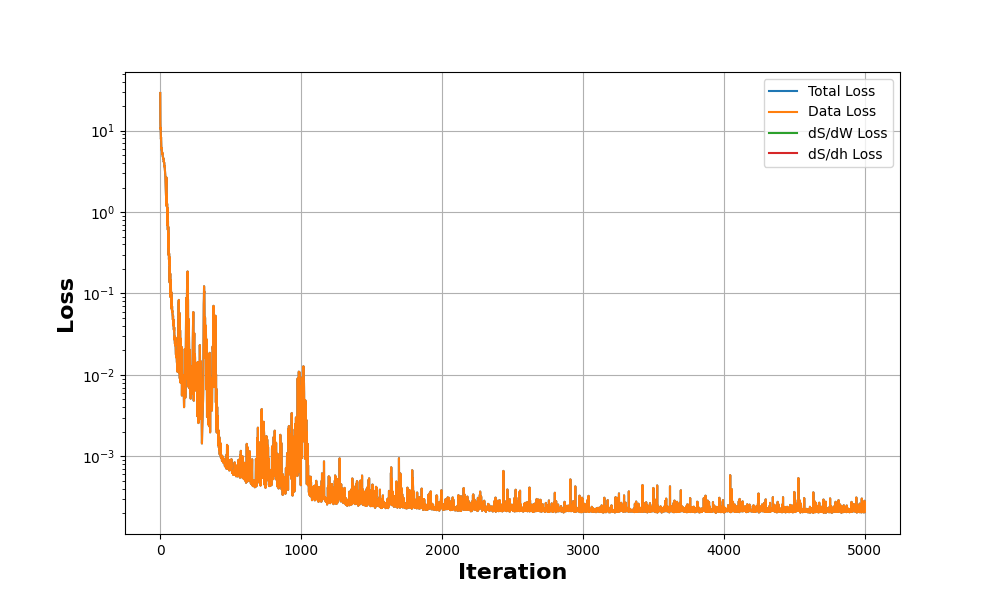 Total Loss
Data Loss
dS/dW Loss
dS/dh Loss
10¹
10⁰
10⁻¹
10⁻²
10⁻³
Loss
0 1000 2000 3000 4000 5000
Iteration